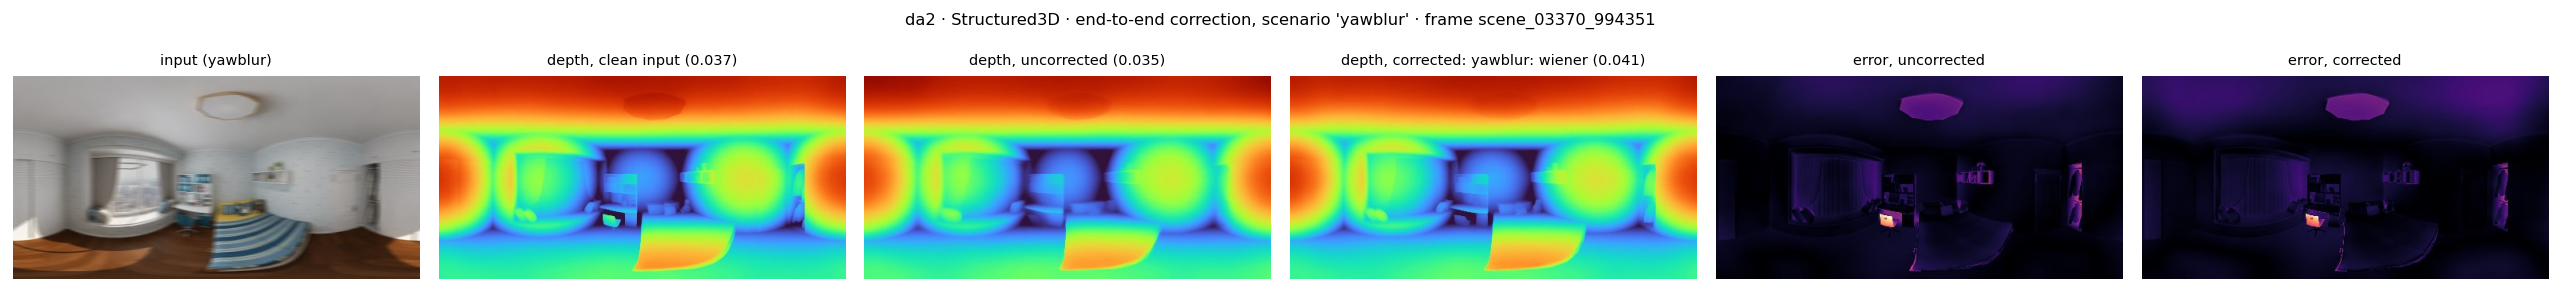 da2 · Structured3D · end-to-end correction, scenario 'yawblur' · frame scene_03370_994351
input (yawblur)
depth, clean input (0.037)
depth, uncorrected (0.035)
depth, corrected: yawblur: wiener (0.041)
error, uncorrected
error, corrected